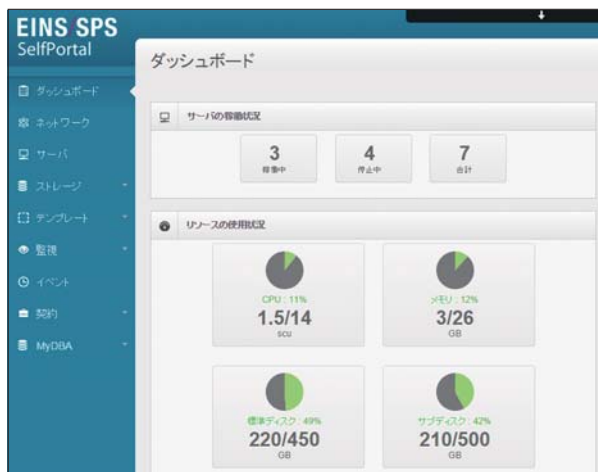 EINS/SPS
SelfPortal
ダッシュボード
ネットワーク
サーバ
ストレージ
テンプレート
監視
イベント
契約
MyDBA
ダッシュボード
サーバの稼働状況
3
稼働中
4
停止中
7
合計
リソースの使用状況
CPU : 11%
1.5/14
scu
メモリ : 12%
3/26
GB
標準ディスク : 49%
220/450
GB
サブディスク : 42%
210/500
GB